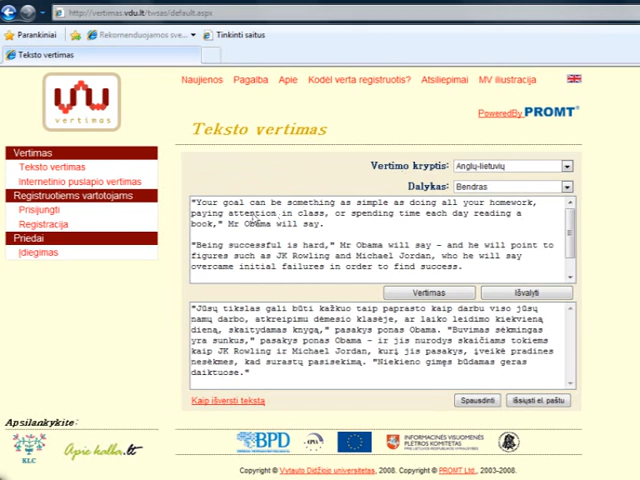 http://vertimas.vdu.lt/twsas/default.aspx
Parankiniai
Rekomenduojamos sve...
Tinkinti saitus
Teksto vertimas
Naujienos Pagalba Apie Kodėl verta registruotis? Atsiliepimai MV iliustracija
vertimas
PoweredBy PROMT®
Teksto vertimas
Vertimas
Teksto vertimas
Internetinio puslapio vertimas
Registruotiems vartotojams
Prisijungti
Registracija
Priedai
Įdiegimas
Vertimo kryptis: Anglų-lietuvių
Dalykas: Bendras
"Your goal can be something as simple as doing all your homework,
paying attention in class, or spending time each day reading a
book," Mr Obama will say.
"Being successful is hard," Mr Obama will say - and he will point to
figures such as JK Rowling and Michael Jordan, who he will say
overcame initial failures in order to find success.
Vertimas Išvalyti
"Jūsų tikslas gali būti kažkuo taip paprasto kaip darbu viso jūsų
namų darbo, atkreipimu dėmesio klasėje, ar laiko leidimo kiekvieną
dieną, skaitydamas knygą," pasakys ponas Obama. "Buvimas sėkmingas
yra sunkus," pasakys ponas Obama - ir jis nurodys skaičiams tokiems
kaip JK Rowling ir Michael Jordan, kurį jis pasakys, įveikė pradines
nesėkmes, kad surastų pasisekimą. "Niekieno gimęs būdamas geras
daiktuose."
Kaip išversti tekstą
Spausdinti Išsiųsti el. paštu
Apsilankykite:
KLC
Apie kalba.lt
BPD
INFORMACINĖS VISUOMENĖS
PLĖTROS KOMITETAS
Copyright © Vytauto Didžiojo universitetas, 2008. Copyright © PROMT Ltd., 2003-2008.